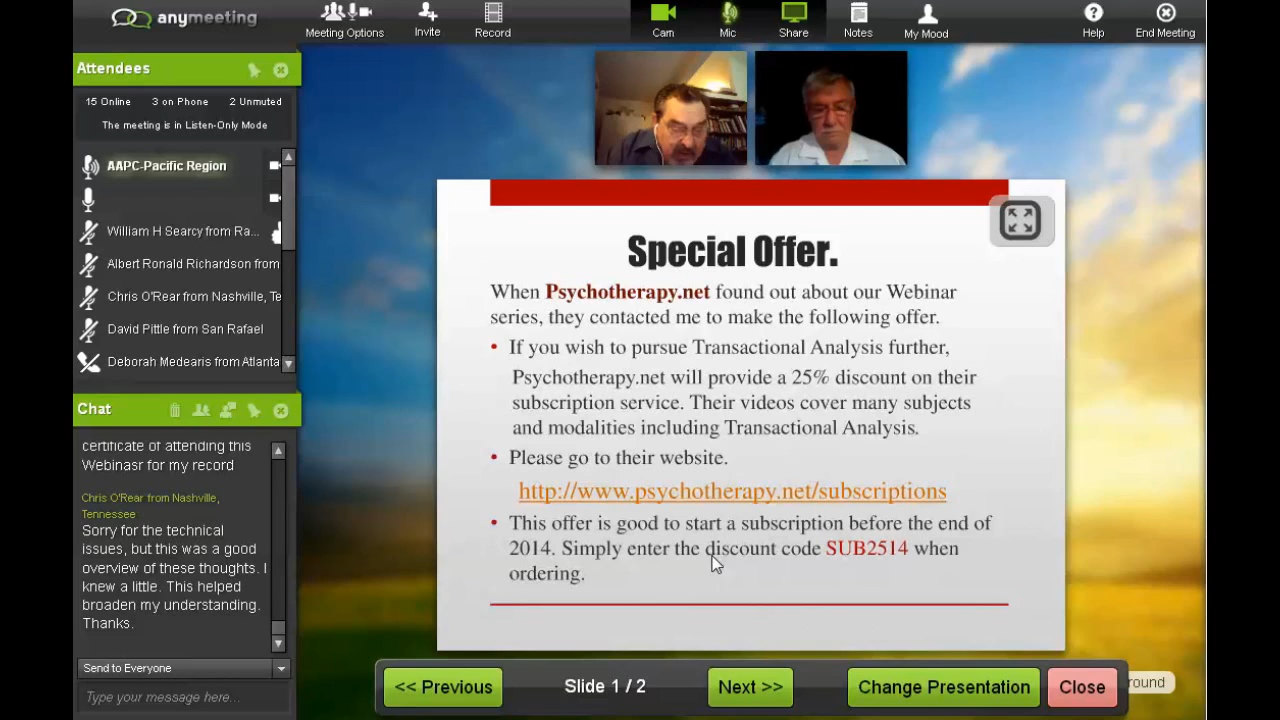 anymeeting
Meeting Options
Invite
Record
Cam
Mic
Share
Notes
My Mood
Help
End Meeting
Attendees
15 Online 3 on Phone 2 Unmuted
The meeting is in Listen-Only Mode
AAPC-Pacific Region
William H Searcy from Ra...
Albert Ronald Richardson from
Chris O'Rear from Nashville, Te
David Pittle from San Rafael
Deborah Medearis from Atlanta
Chat
certificate of attending this
Webinasr for my record
Chris O'Rear from Nashville,
Tennessee
Sorry for the technical
issues, but this was a good
overview of these thoughts. I
knew a little. This helped
broaden my understanding.
Thanks.
Send to Everyone
Type your message here...
Special Offer.
When Psychotherapy.net found out about our Webinar
series, they contacted me to make the following offer.
• If you wish to pursue Transactional Analysis further,
Psychotherapy.net will provide a 25% discount on their
subscription service. Their videos cover many subjects
and modalities including Transactional Analysis.
• Please go to their website.
http://www.psychotherapy.net/subscriptions
• This offer is good to start a subscription before the end of
2014. Simply enter the discount code SUB2514 when
ordering.
<< Previous
Slide 1 / 2
Next >>
Change Presentation
Close
round